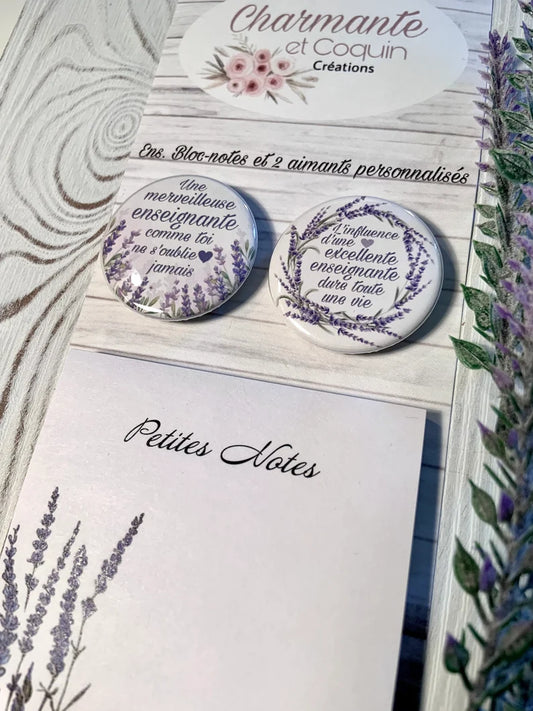 Charmante
et Coquin
Créations
Ens. Bloc-notes et 2 aimants personnalisés
Une
merveilleuse
enseignante
comme toi
ne s'oublie
jamais
L'influence
d'une
excellente
enseignante
dure toute
une vie
Petites Notes